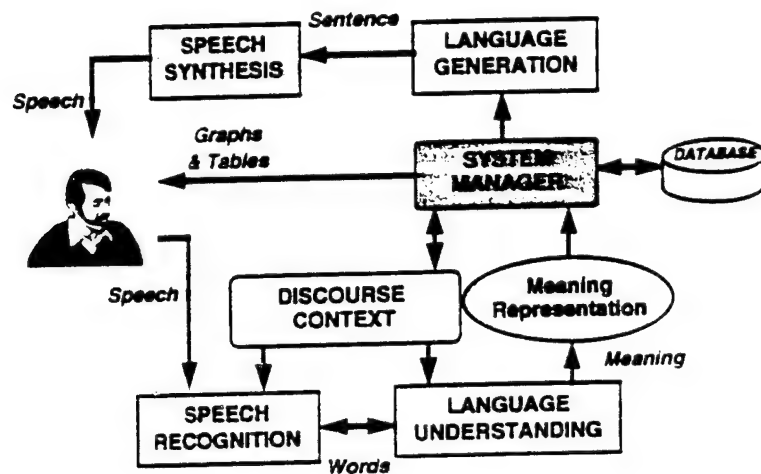 Sentence
SPEECH
SYNTHESIS
LANGUAGE
GENERATION
Speech
Graphs
& Tables
SYSTEM
MANAGER
DATABASE
Speech
DISCOURSE
CONTEXT
Meaning
Representation
Meaning
SPEECH
RECOGNITION
LANGUAGE
UNDERSTANDING
Words